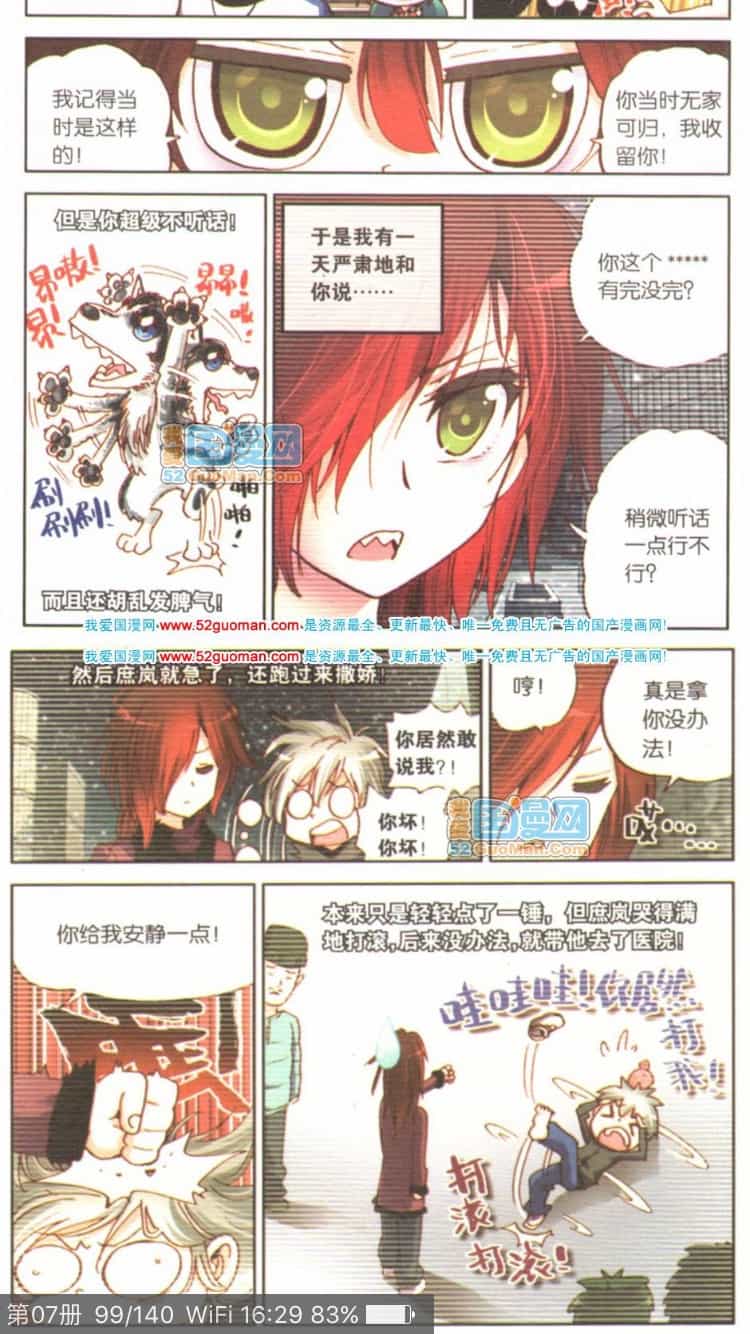 我记得当
时是这样
的！
你当时无家
可归，我收
留你！
但是你超级不听话！
嗷！
刷
刷刷！
啪
啪！
而且还胡乱发脾气！
于是我有一
天严肃地和
你说……
你这个 *****
有完没完？
稍微听话
一点行不
行？
国漫网
52GuoMan.Com
我爱国漫网 www.52guoman.com 是资源最全、更新最快、唯一免费且无广告的国产漫画网！
我爱国漫网 www.52guoman.com 是资源最全、更新最快、唯一免费且无广告的国产漫画网！
然后庶岚就急了，还跑过来撒娇！
你居然敢
说我？！
你坏！
你坏！
哼！
真是拿
你没办
法！
哎……
国漫网
52GuoMan.Com
你给我安静一点！
本来只是轻轻点了一锤，但庶岚哭得满
地打滚，后来没办法，就带他去了医院！
哇哇哇！你居然
打
我！！
打
滚
打滚！
第07册 99/140 WiFi 16:29 83%